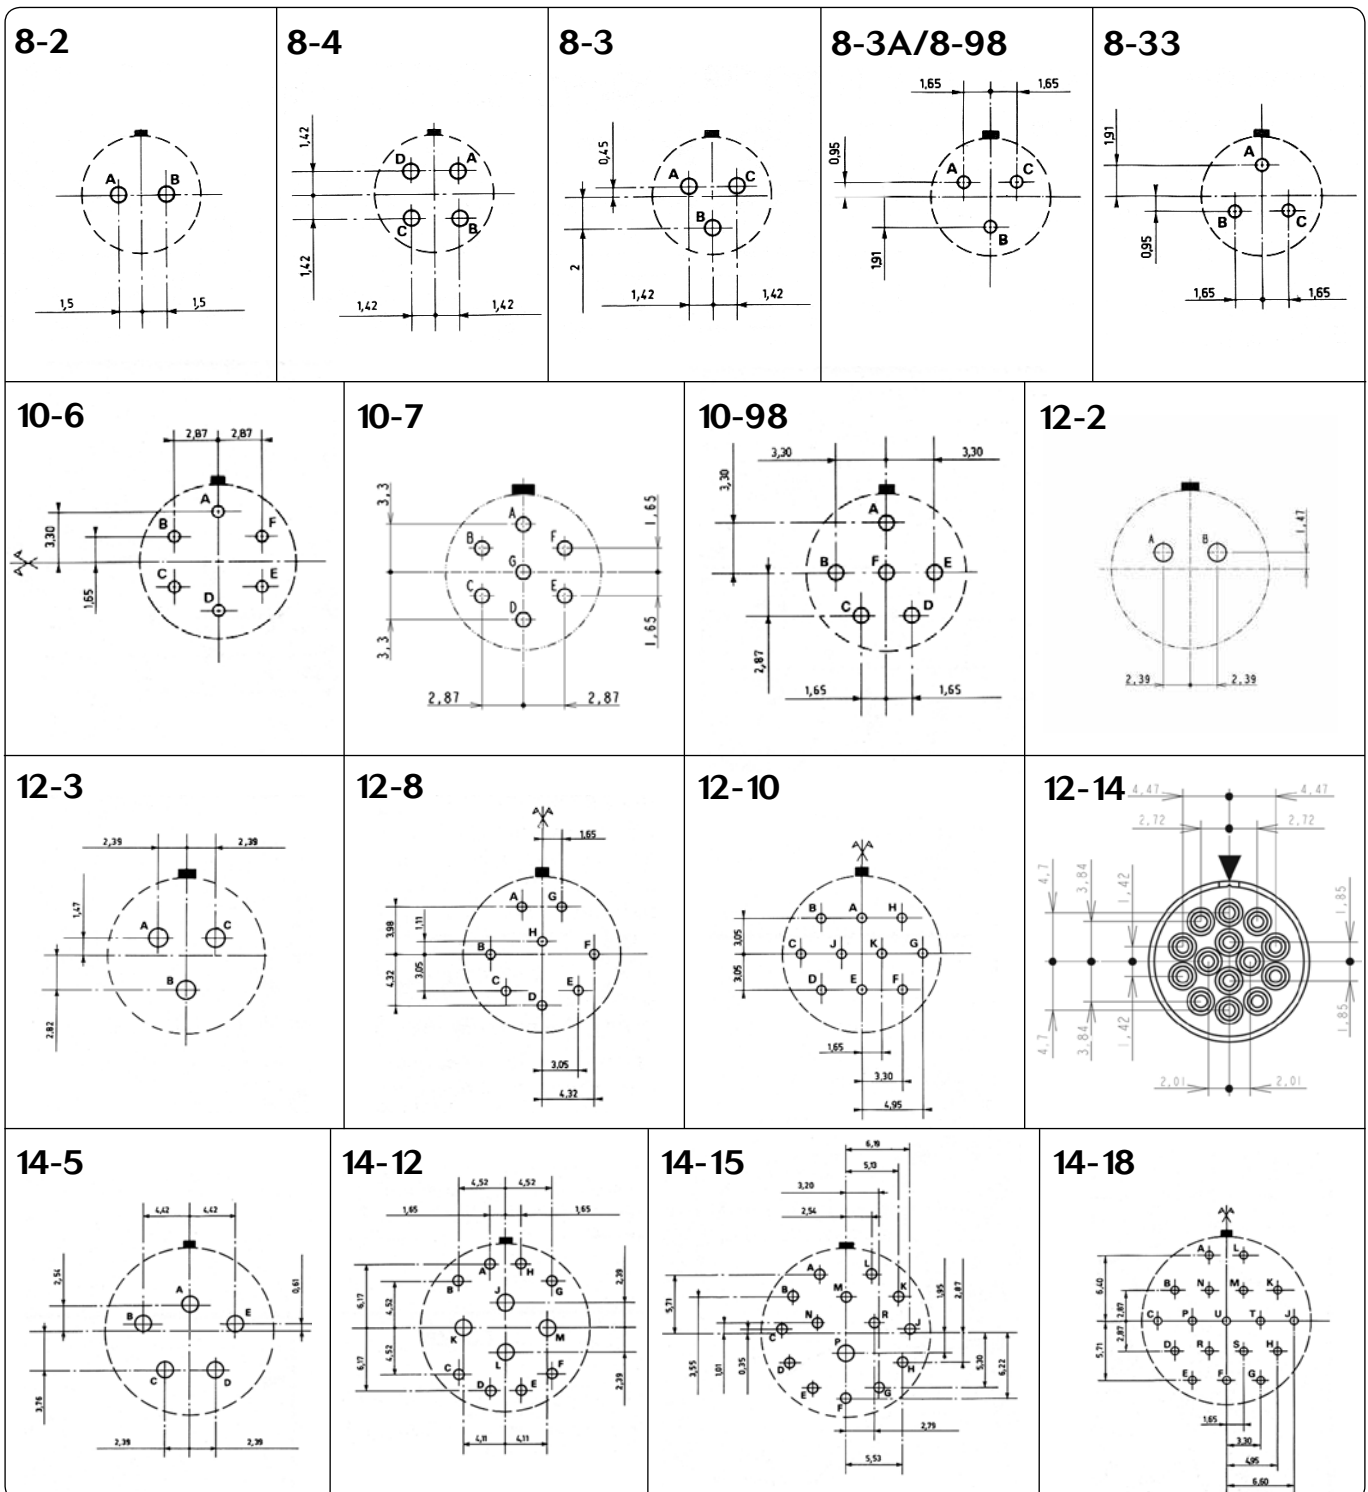 8-2
A
B
1,5
1,5
8-4
1,42
D
A
C
B
1,42
1,42
1,42
8-3
0,45
A
C
B
2
1,42
1,42
8-3A/8-98
1,65
1,65
0,95
A
C
B
1,91
8-33
1,91
A
B
C
0,95
1,65
1,65
10-6
2,87
2,87
A
B
F
3,30
C
E
1,65
D
A A
10-7
3,3
1,65
A
B
F
G
C
E
D
3,3
1,65
2,87
2,87
10-98
3,30
3,30
3,30
A
B
F
E
C
D
2,87
1,65
1,65
12-2
A
B
1,47
2,39
2,39
12-3
2,39
2,39
1,47
A
C
B
2,82
12-8
A A
1,65
A
G
3,98
1,11
H
B
F
4,32
3,05
C
E
D
3,05
4,32
12-10
A A
B
A
H
3,05
C
J
K
G
3,05
D
E
F
1,65
3,30
4,95
12-14
4,47
4,47
2,72
2,72
4,7
3,84
1,42
1,85
4,7
3,84
1,42
1,85
2,01
2,01
14-5
4,42
4,42
2,54
0,61
A
B
E
C
D
3,76
2,39
2,39
14-12
4,52
4,52
1,65
1,65
A
H
B
G
J
2,39
6,17
4,52
K
M
L
6,17
4,52
C
F
D
E
2,39
4,11
4,11
14-15
6,19
5,13
3,20
2,54
A
L
5,71
B
M
K
1,95
2,87
N
R
C
J
P
3,55
1,01
0,35
D
H
5,30
6,22
E
G
F
2,79
5,53
14-18
A A
A
L
6,40
B
N
M
K
2,87
C
P
U
T
J
2,87
D
R
S
H
5,71
E
F
G
1,65
3,30
4,95
6,60